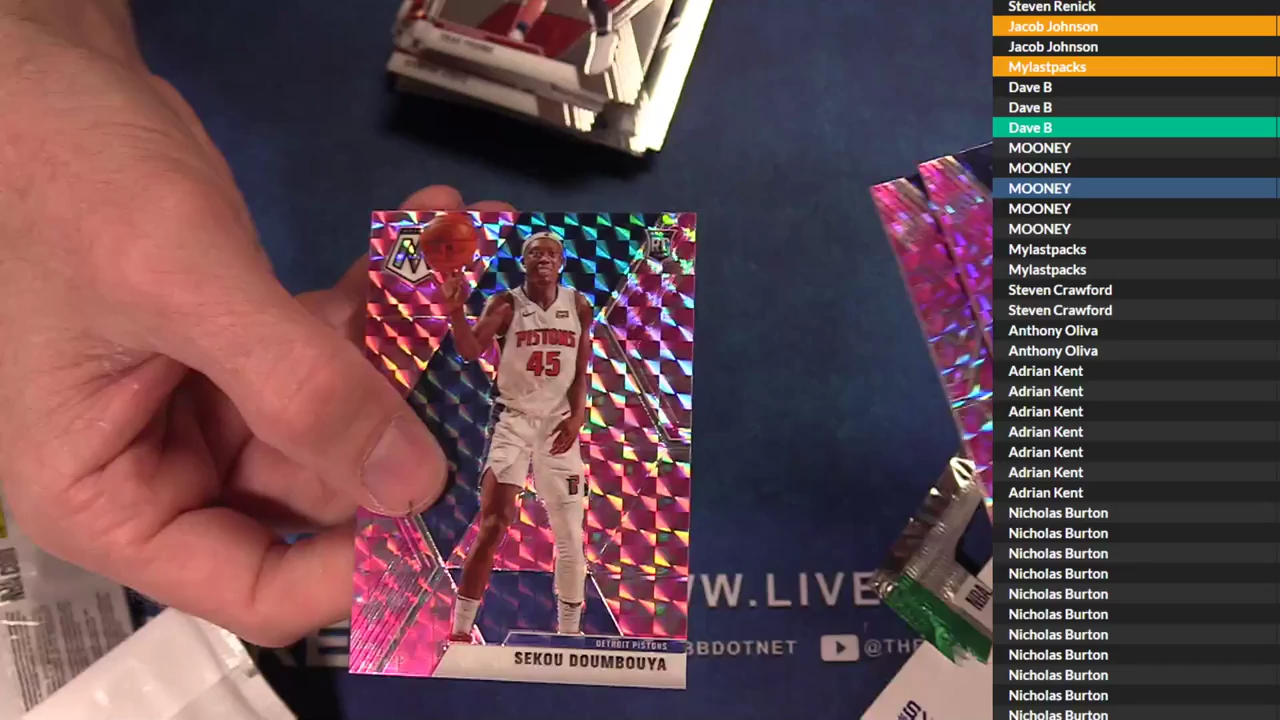 Steven Renick
Jacob Johnson
Jacob Johnson
Mylastpacks
Dave B
Dave B
Dave B
MOONEY
MOONEY
MOONEY
MOONEY
MOONEY
Mylastpacks
Mylastpacks
Steven Crawford
Steven Crawford
Anthony Oliva
Anthony Oliva
Adrian Kent
Adrian Kent
Adrian Kent
Adrian Kent
Adrian Kent
Adrian Kent
Adrian Kent
Nicholas Burton
Nicholas Burton
Nicholas Burton
Nicholas Burton
Nicholas Burton
Nicholas Burton
Nicholas Burton
Nicholas Burton
Nicholas Burton
Nicholas Burton
Nicholas Burton
RC
PISTONS
45
DETROIT PISTONS
SEKOU DOUMBOUYA
WWW.LIVE
BBDOTNET
@THE
NBA